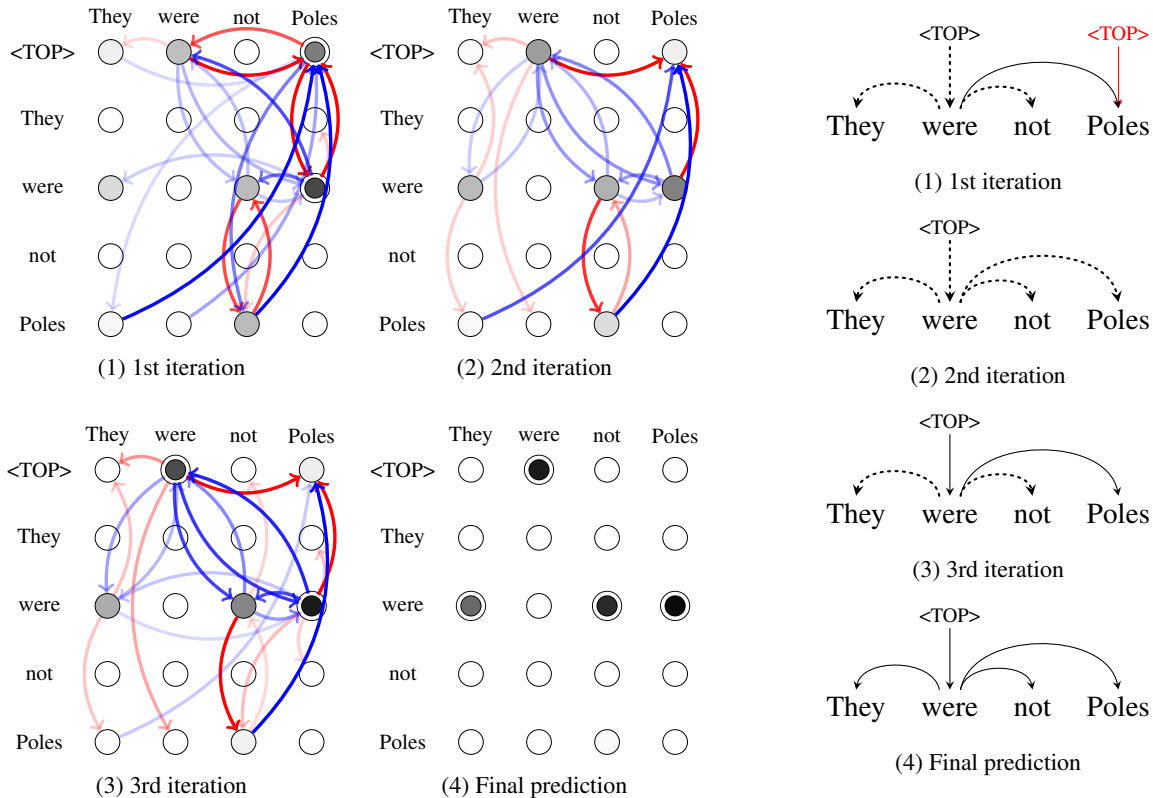 They were not Poles
<TOP>
They
were
not
Poles
(1) 1st iteration
They were not Poles
<TOP>
They
were
not
Poles
(2) 2nd iteration
They were not Poles
<TOP>
They
were
not
Poles
(3) 3rd iteration
They were not Poles
<TOP>
They
were
not
Poles
(4) Final prediction
<TOP> <TOP>
They were not Poles
(1) 1st iteration
<TOP>
They were not Poles
(2) 2nd iteration
<TOP>
They were not Poles
(3) 3rd iteration
<TOP>
They were not Poles
(4) Final prediction